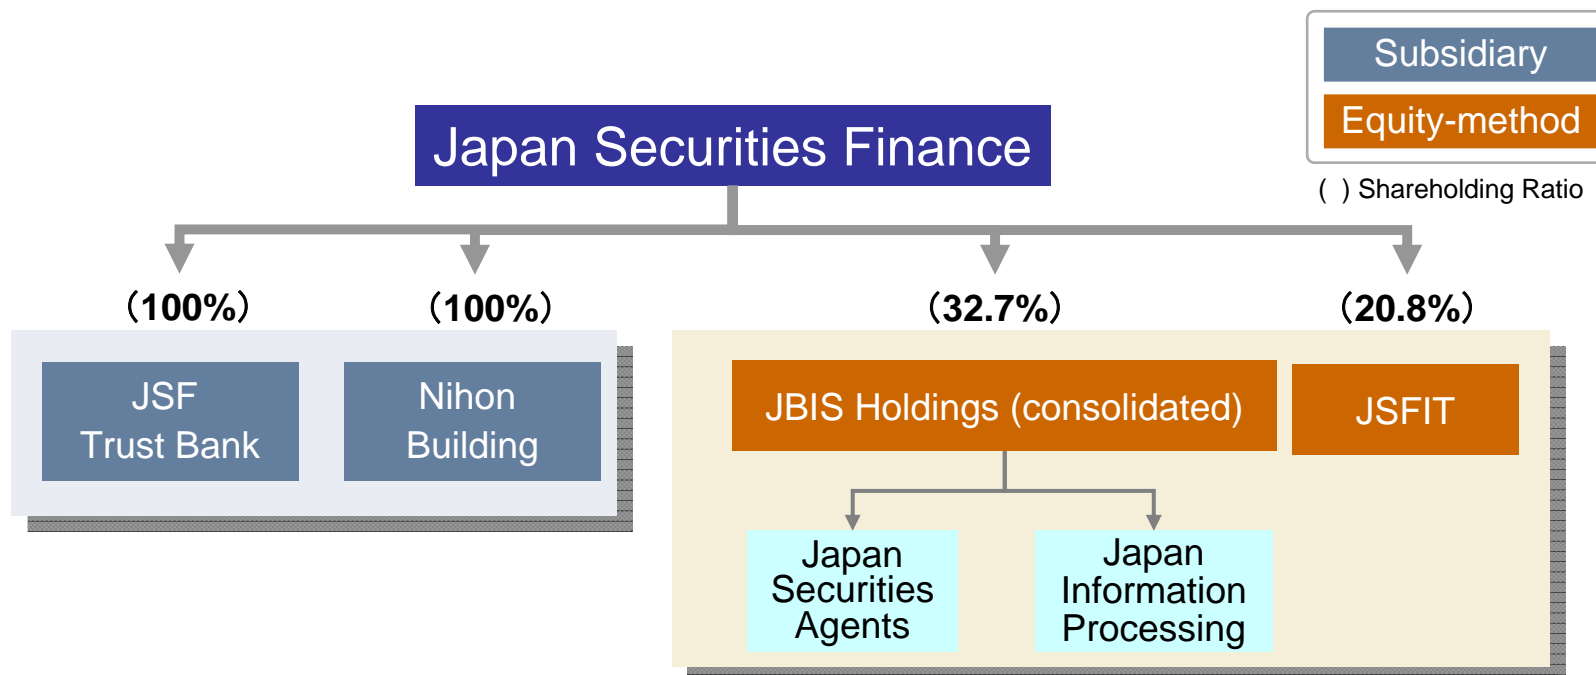 Subsidiary
Equity-method
( ) Shareholding Ratio
Japan Securities Finance
(100%)
(100%)
(32.7%)
(20.8%)
JSF
Trust Bank
Nihon
Building
JBIS Holdings (consolidated)
JSFIT
Japan
Securities
Agents
Japan
Information
Processing